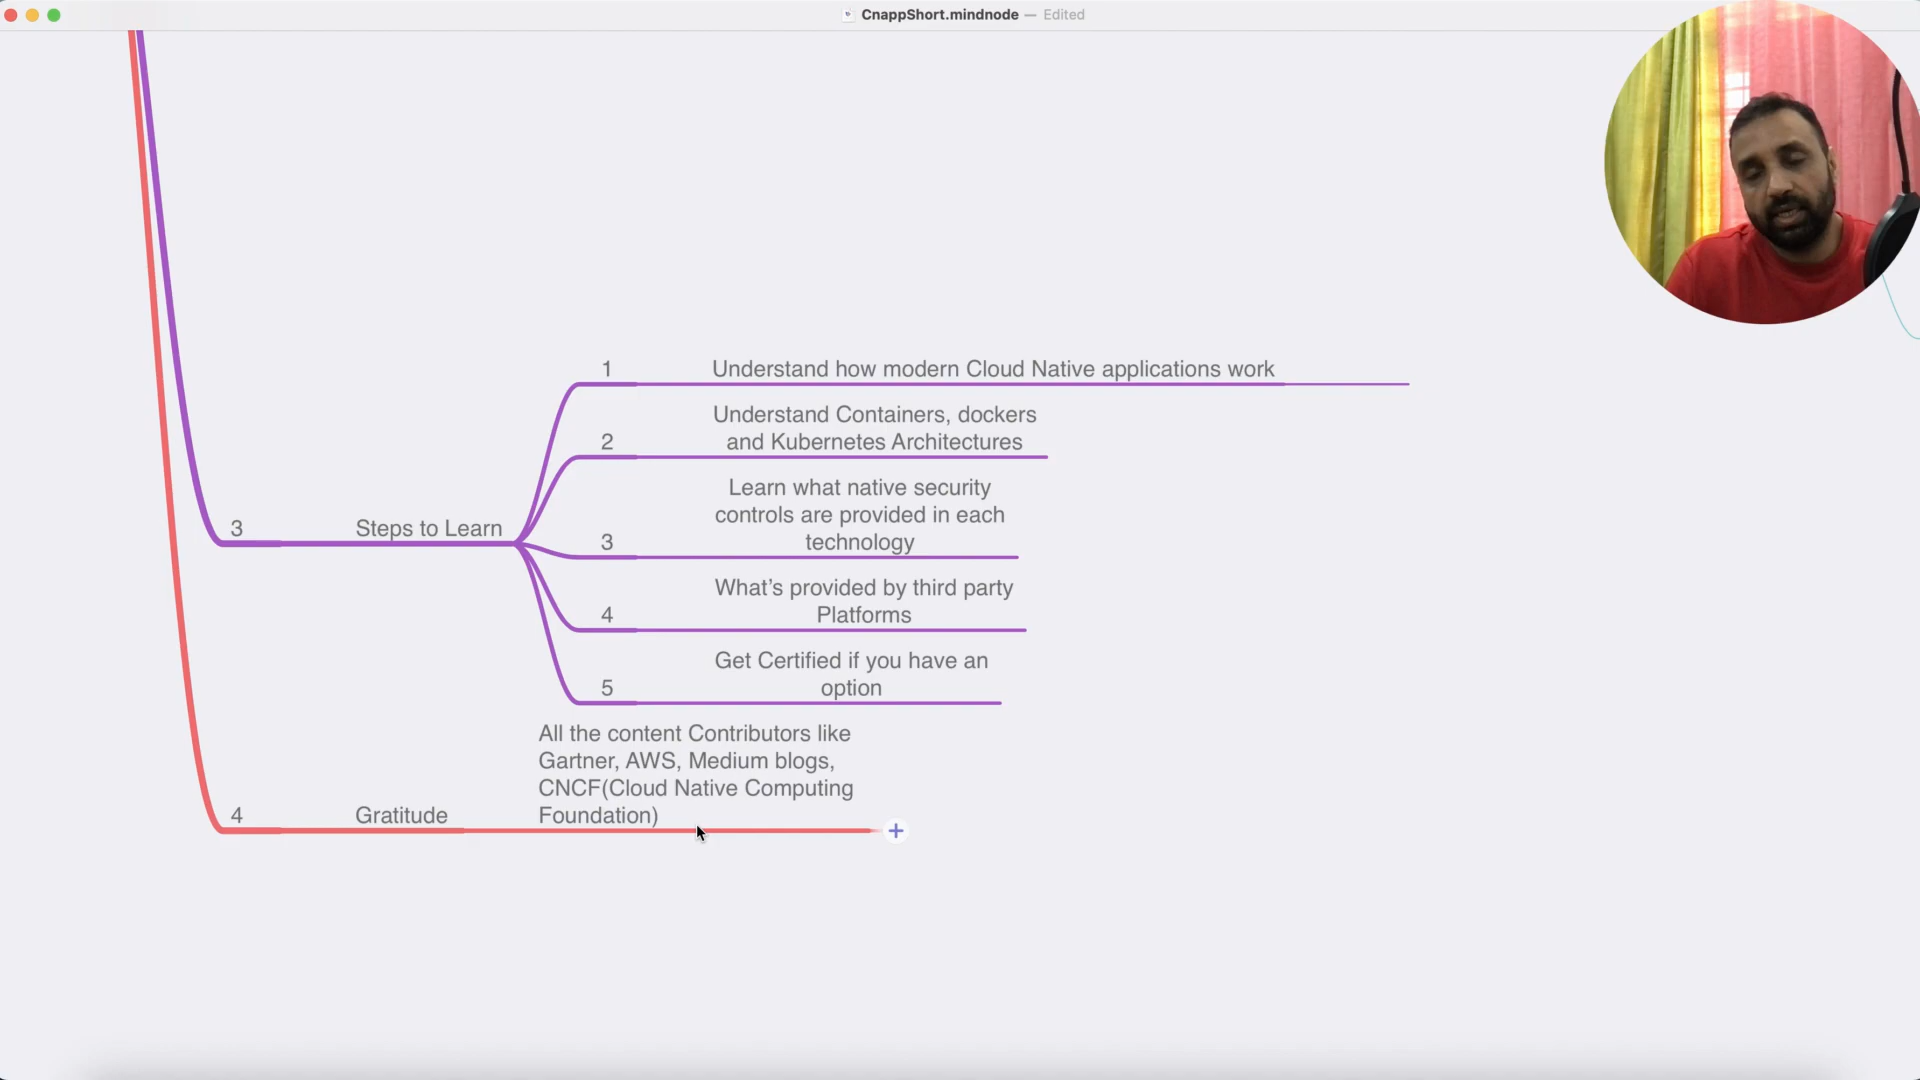 CnappShort.mindnode — Edited
1 Understand how modern Cloud Native applications work
Understand Containers, dockers
2 and Kubernetes Architectures
Learn what native security
controls are provided in each
3 technology
3 Steps to Learn
What’s provided by third party
4 Platforms
Get Certified if you have an
5 option
All the content Contributors like
Gartner, AWS, Medium blogs,
CNCF(Cloud Native Computing
4 Gratitude Foundation)